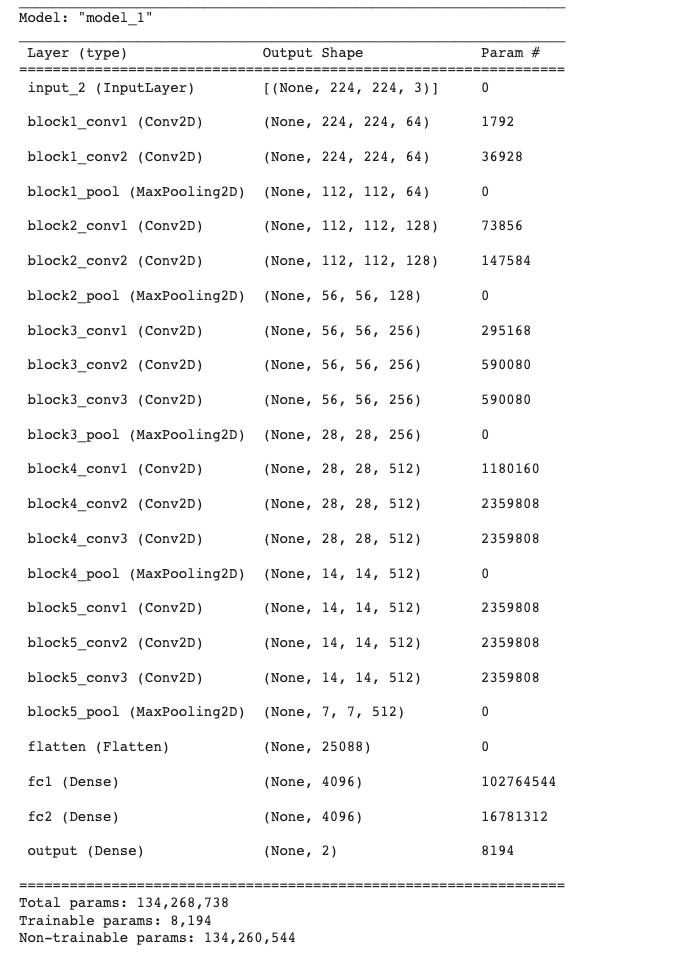 Model: "model_1"
Layer (type) Output Shape Param #
input_2 (InputLayer) [(None, 224, 224, 3)] 0
block1_conv1 (Conv2D) (None, 224, 224, 64) 1792
block1_conv2 (Conv2D) (None, 224, 224, 64) 36928
block1_pool (MaxPooling2D) (None, 112, 112, 64) 0
block2_conv1 (Conv2D) (None, 112, 112, 128) 73856
block2_conv2 (Conv2D) (None, 112, 112, 128) 147584
block2_pool (MaxPooling2D) (None, 56, 56, 128) 0
block3_conv1 (Conv2D) (None, 56, 56, 256) 295168
block3_conv2 (Conv2D) (None, 56, 56, 256) 590080
block3_conv3 (Conv2D) (None, 56, 56, 256) 590080
block3_pool (MaxPooling2D) (None, 28, 28, 256) 0
block4_conv1 (Conv2D) (None, 28, 28, 512) 1180160
block4_conv2 (Conv2D) (None, 28, 28, 512) 2359808
block4_conv3 (Conv2D) (None, 28, 28, 512) 2359808
block4_pool (MaxPooling2D) (None, 14, 14, 512) 0
block5_conv1 (Conv2D) (None, 14, 14, 512) 2359808
block5_conv2 (Conv2D) (None, 14, 14, 512) 2359808
block5_conv3 (Conv2D) (None, 14, 14, 512) 2359808
block5_pool (MaxPooling2D) (None, 7, 7, 512) 0
flatten (Flatten) (None, 25088) 0
fc1 (Dense) (None, 4096) 102764544
fc2 (Dense) (None, 4096) 16781312
output (Dense) (None, 2) 8194
Total params: 134,268,738
Trainable params: 8,194
Non-trainable params: 134,260,544